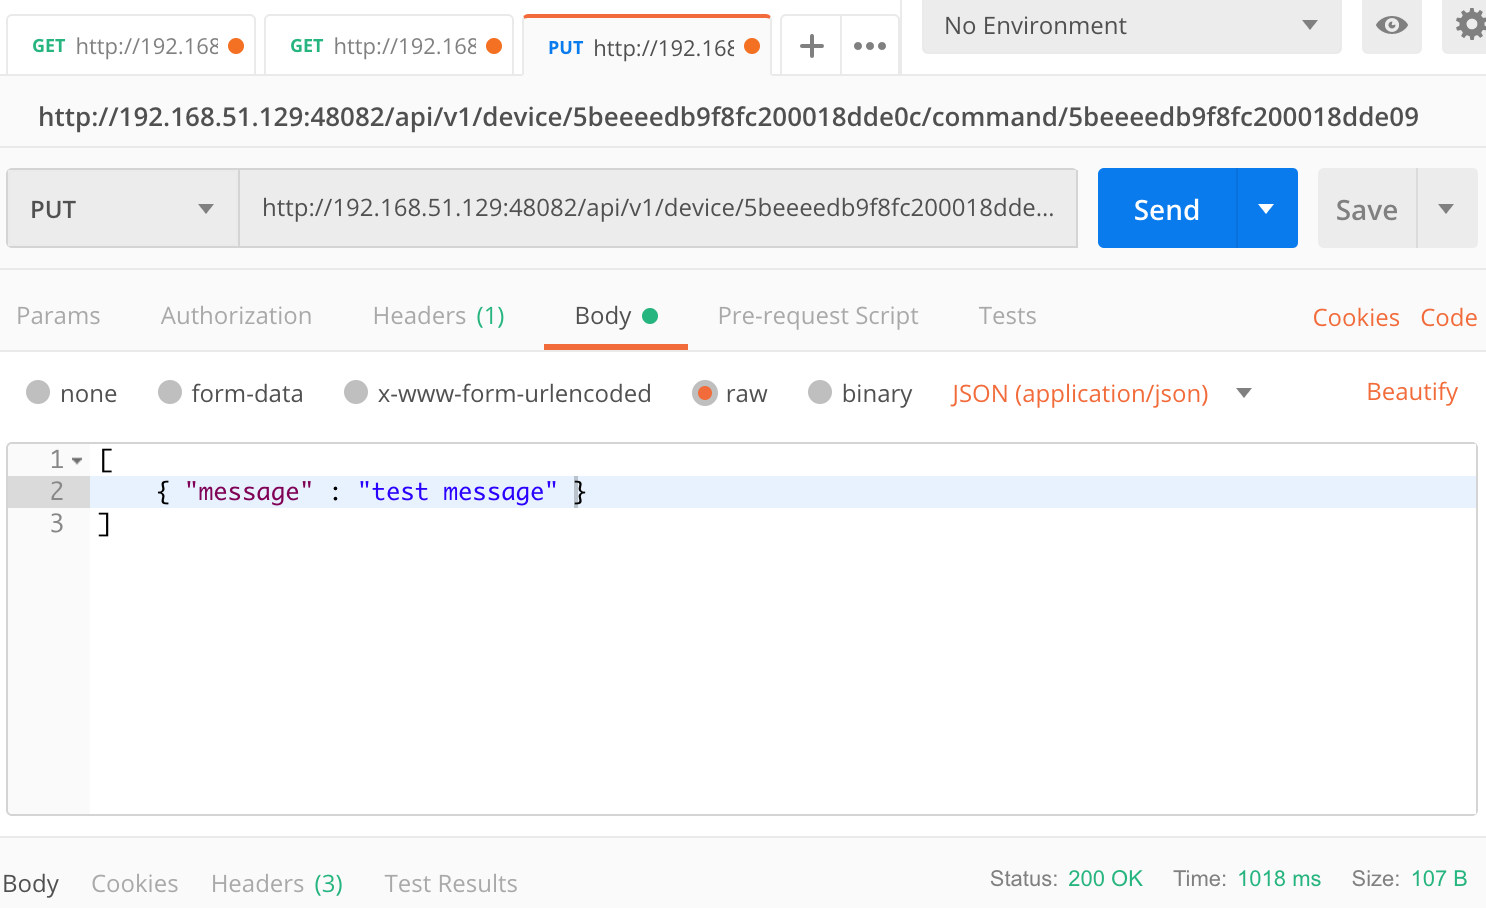 GET http://192.168 GET http://192.168 PUT http://192.168 No Environment
http://192.168.51.129:48082/api/v1/device/5beeeedb9f8fc200018dde0c/command/5beeeedb9f8fc200018dde09
PUT http://192.168.51.129:48082/api/v1/device/5beeeedb9f8fc200018dde... Send Save
Params Authorization Headers (1) Body Pre-request Script Tests Cookies Code
none form-data x-www-form-urlencoded raw binary JSON (application/json) Beautify
1 [
2 { "message" : "test message" }
3 ]
Body Cookies Headers (3) Test Results Status: 200 OK Time: 1018 ms Size: 107 B